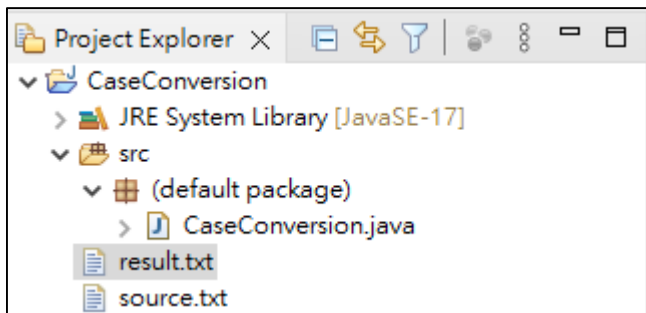 Project Explorer
CaseConversion
JRE System Library [JavaSE-17]
src
(default package)
CaseConversion.java
result.txt
source.txt